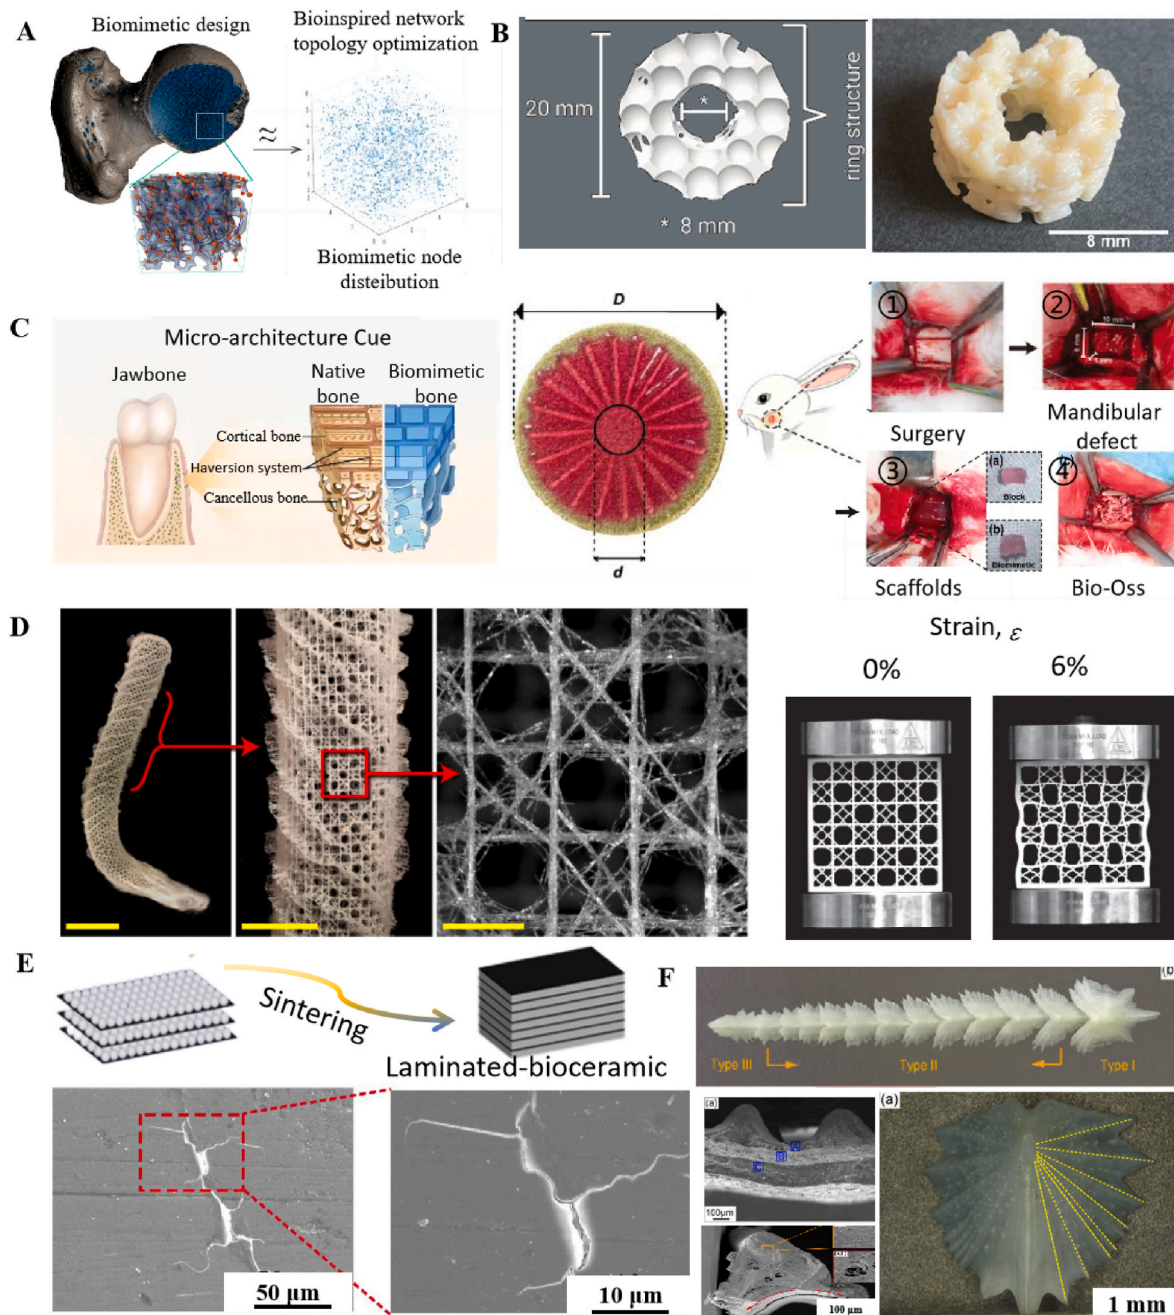 A
Biomimetic design
Bioinspired network
topology optimization
≈
Biomimetic node
disteibution
B
20 mm
*
* 8 mm
ring structure
8 mm
C
Micro-architecture Cue
Jawbone
Native
bone
Biomimetic
bone
Cortical bone
Haversion system
Cancellous bone
D
d
①
Surgery
②
10 mm
Mandibular
defect
③
Scaffolds
(a)
Block
(b)
Biomimetic
④
Bio-Oss
D
Strain, ε
0%
6%
E
Sintering
Laminated-bioceramic
50 μm
10 μm
F
(b
Type III
Type II
Type I
(a)
A
B
C
100μm
100 μm
(a)
1 mm